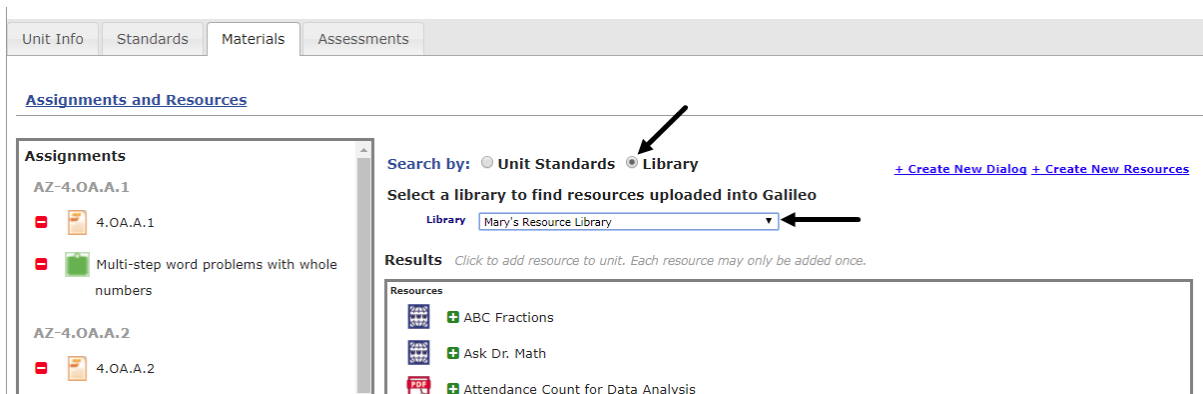 Unit Info Standards Materials Assessments
Assignments and Resources
Assignments
AZ-4.OA.A.1
4.OA.A.1
Multi-step word problems with whole
numbers
AZ-4.OA.A.2
4.OA.A.2
Search by: Unit Standards Library
+ Create New Dialog + Create New Resources
Select a library to find resources uploaded into Galileo
Library Mary's Resource Library
Results Click to add resource to unit. Each resource may only be added once.
Resources
ABC Fractions
Ask Dr. Math
PDF Attendance Count for Data Analysis